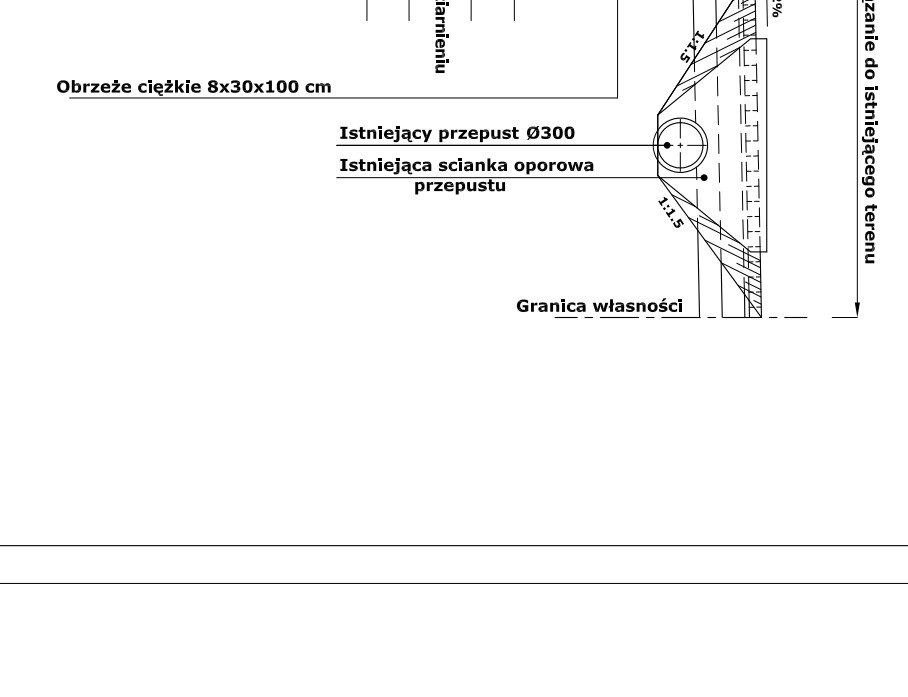 iarnieniu
%
ązanie do istniejącego terenu
1:1.5
Obrzeże ciężkie 8x30x100 cm
Istniejący przepust Ø300
Istniejąca scianka oporowa
przepustu
1:1.5
Granica własności